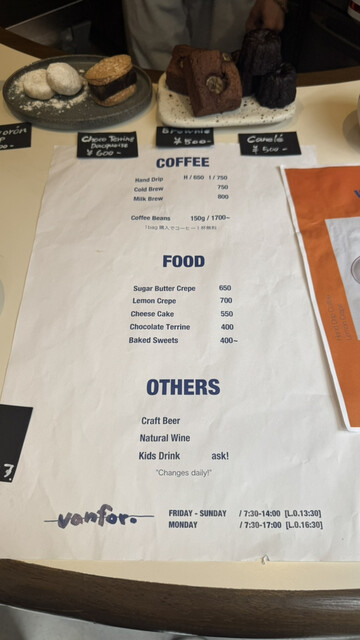 Choco Terrine
Dacquoise
¥ 600-
Brownie
¥ 500-
Canelé
¥ 500-
COFFEE
Hand Drip H / 650 I / 750
Cold Brew 750
Milk Brew 800
Coffee Beans 150g / 1700~
FOOD
Sugar Butter Crepe 650
Lemon Crepe 700
Cheese Cake 550
Chocolate Terrine 400
Baked Sweets 400~
OTHERS
Craft Beer
Natural Wine
Kids Drink ask!
"Changes daily!"
vanfor.
FRIDAY - SUNDAY / 7:30-14:00 [L.O.13:30]
MONDAY / 7:30-17:00 [L.O.16:30]